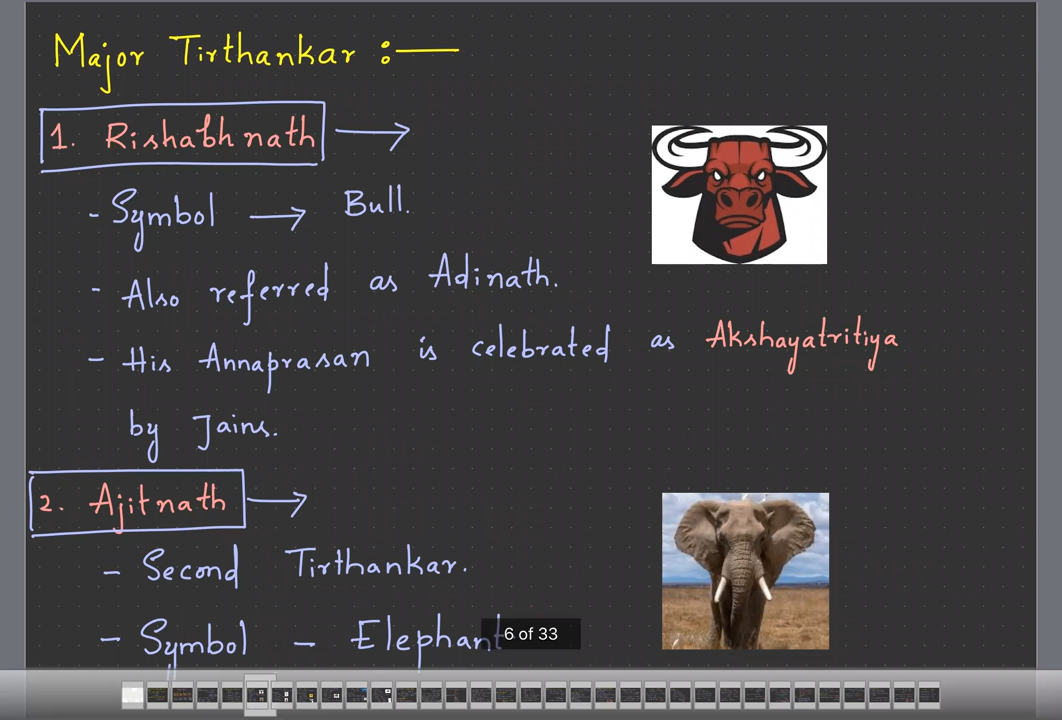 Major Tirthankar :—
1. Rishabhnath →
- Symbol → Bull.
- Also referred as Adinath.
- His Annaprasan is celebrated as Akshayatritiya
by Jains.
2. Ajitnath →
- Second Tirthankar.
- Symbol - Elephant
6 of 33